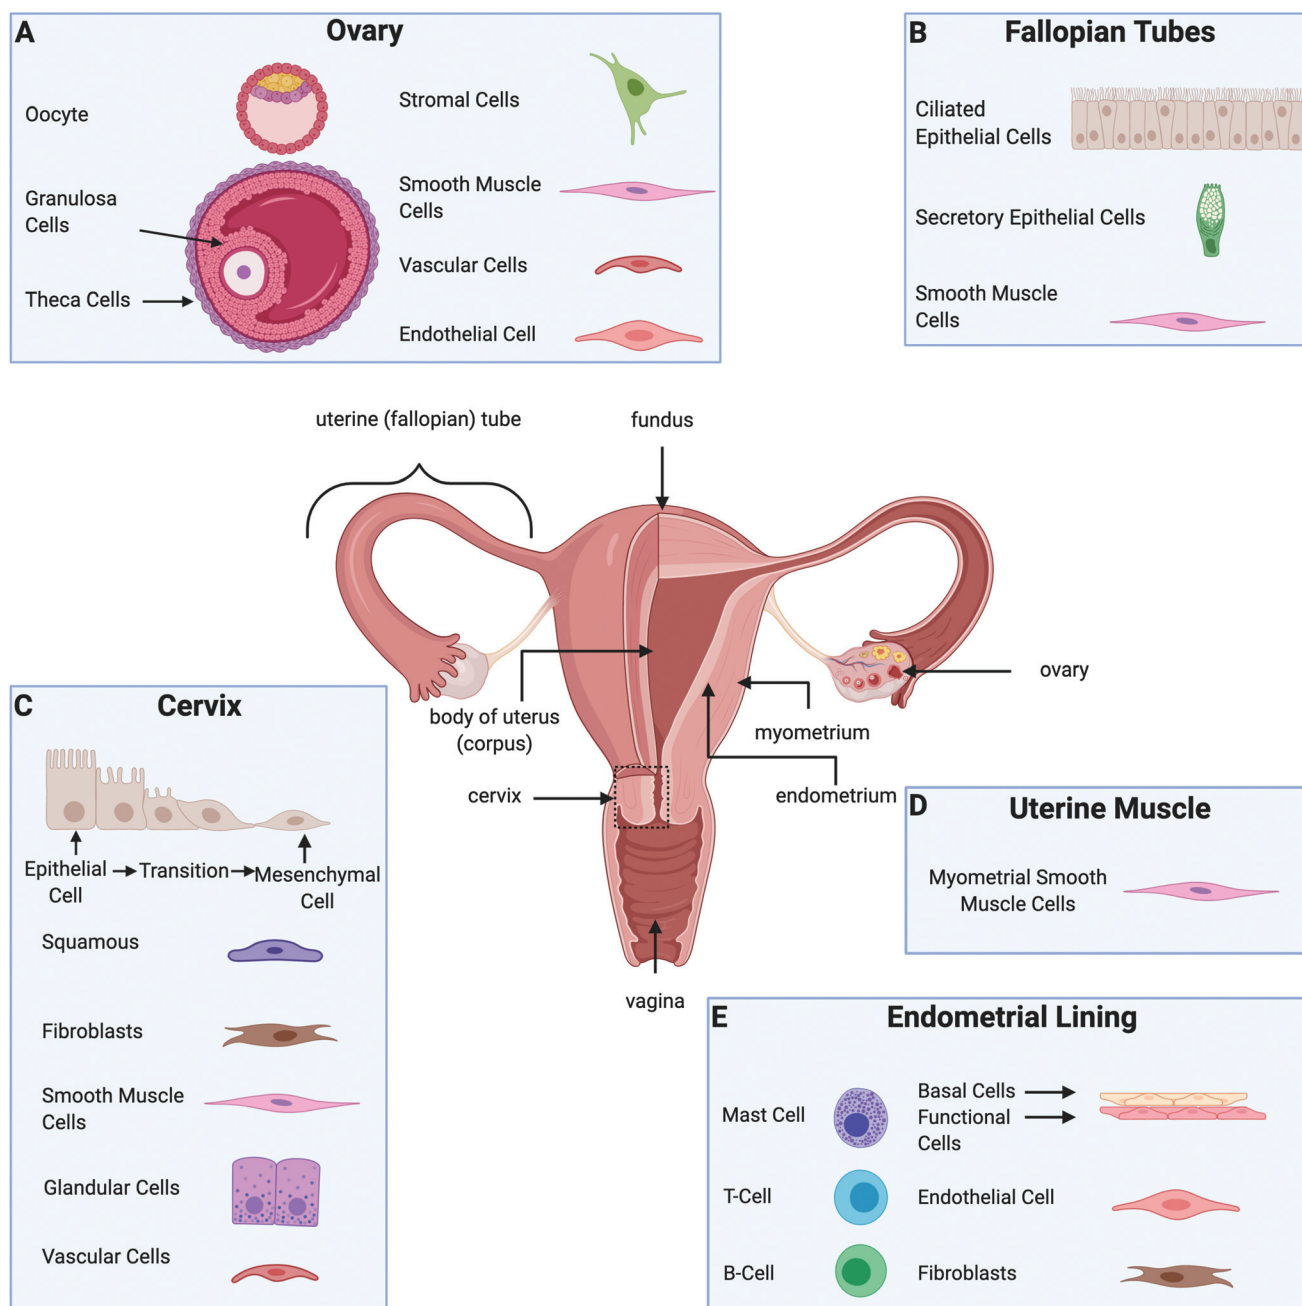 A
Ovary
Oocyte
Granulosa
Cells
Theca Cells
Stromal Cells
Smooth Muscle
Cells
Vascular Cells
Endothelial Cell
B
Fallopian Tubes
Ciliated
Epithelial Cells
Secretory Epithelial Cells
Smooth Muscle
Cells
uterine (fallopian) tube
fundus
ovary
body of uterus
(corpus)
myometrium
cervix
endometrium
vagina
C
Cervix
Epithelial
Cell
Transition
Mesenchymal
Cell
Squamous
Fibroblasts
Smooth Muscle
Cells
Glandular Cells
Vascular Cells
D
Uterine Muscle
Myometrial Smooth
Muscle Cells
E
Endometrial Lining
Mast Cell
T-Cell
B-Cell
Basal Cells
Functional
Cells
Endothelial Cell
Fibroblasts